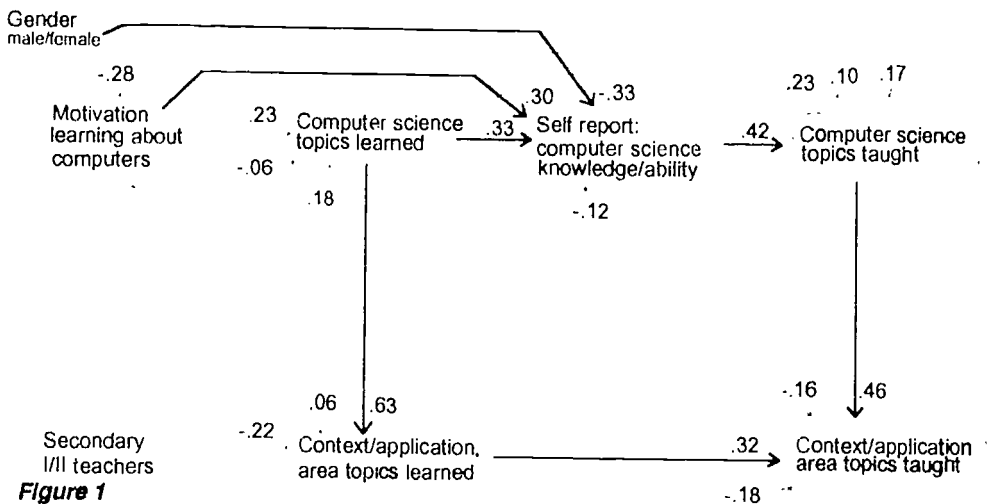 Gender
male/female
-.28
.23 .10 .17
.30 -.33
Motivation
learning about
computers
.23
Computer science
topics learned
.33
Self report:
computer science
knowledge/ability
.42
Computer science
topics taught
-.06
.18
-.12
.06 .63
-.16 .46
-.22
Secondary
I/II teachers
Context/application
area topics learned
.32
Context/application
area topics taught
-.18
Figure 1